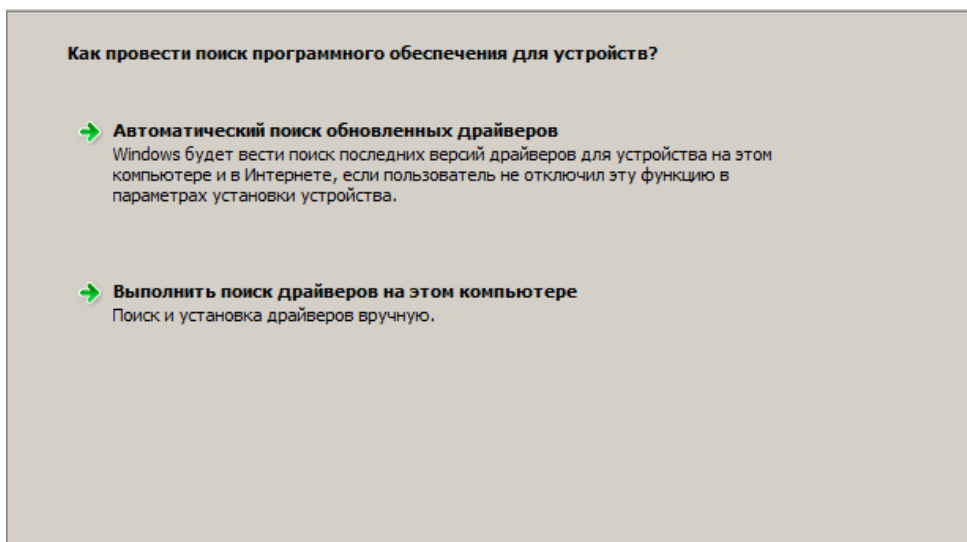 Как провести поиск программного обеспечения для устройств?
Автоматический поиск обновленных драйверов
Windows будет вести поиск последних версий драйверов для устройства на этом
компьютере и в Интернете, если пользователь не отключил эту функцию в
параметрах установки устройства.
Выполнить поиск драйверов на этом компьютере
Поиск и установка драйверов вручную.